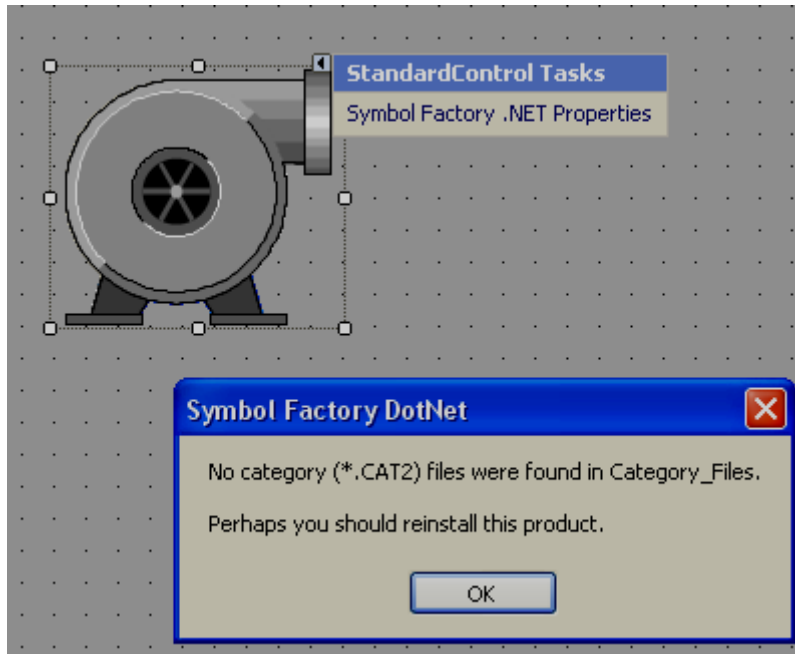 StandardControl Tasks
Symbol Factory .NET Properties
Symbol Factory DotNet
No category (*.CAT2) files were found in Category_Files.
Perhaps you should reinstall this product.
OK